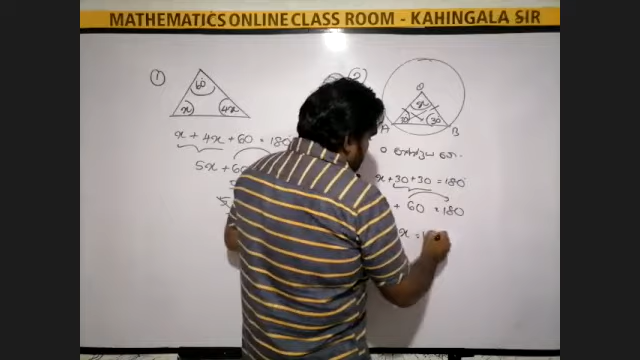 MATHEMATICS ONLINE CLASS ROOM - KAHINGALA SIR
①
60
x
4x
x + 4x + 60 = 180
5x + 60
②
O
x
30
30
A
B
x + 30 + 30 = 180
+ 60 = 180
x = 1